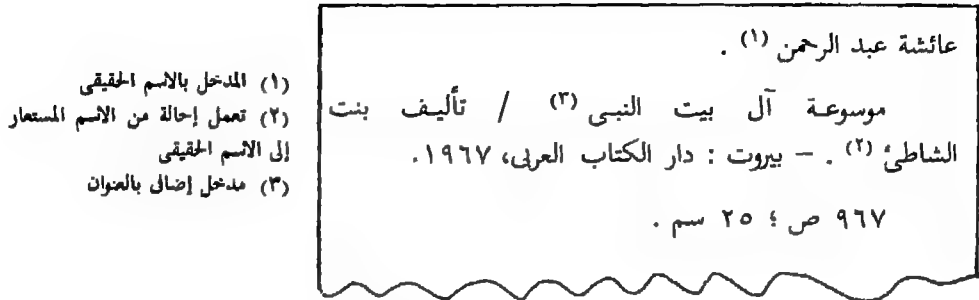 عائشة عبد الرحمن (١) .
موسوعة آل بيت النبى (٣) / تأليف بنت
الشاطئ (٢) . – بيروت : دار الكتاب العربى، ١٩٦٧.
٩٦٧ ص ؛ ٢٥ سم .
(١) المدخل بالاسم الحقيقى
(٢) تعمل إحالة من الاسم المستعار
إلى الاسم الحقيقى
(٣) مدخل إضافى بالعنوان